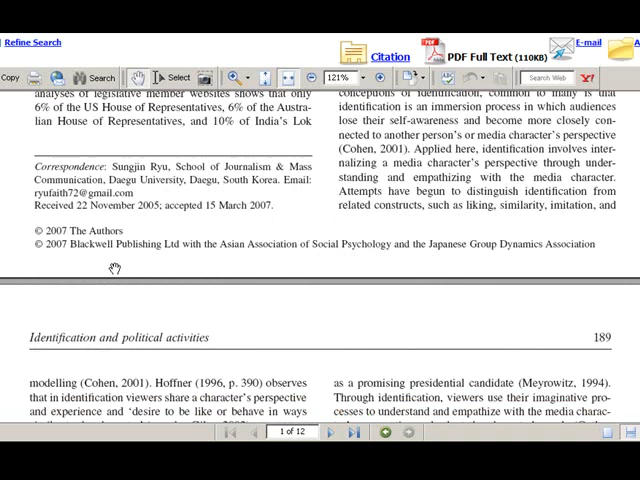 Refine Search
Citation
PDF Full Text (110KB)
E-mail
A
Copy
Search
Select
121%
Search Web
Y!
analyses of legislative member websites shows that only
6% of the US House of Representatives, 6% of the Austra-
lian House of Representatives, and 10% of India's Lok
Correspondence: Sungjin Ryu, School of Journalism & Mass
Communication, Daegu University, Daegu, South Korea. Email:
ryufaith72@gmail.com
Received 22 November 2005; accepted 15 March 2007.
© 2007 The Authors
© 2007 Blackwell Publishing Ltd with the Asian Association of Social Psychology and the Japanese Group Dynamics Association
conceptions of identification, common to many is that
identification is an immersion process in which audiences
lose their self-awareness and become more closely con-
nected to another person's or media character's perspective
(Cohen, 2001). Applied here, identification involves inter-
nalizing a media character's perspective through under-
standing and empathizing with the media character.
Attempts have begun to distinguish identification from
related constructs, such as liking, similarity, imitation, and
Identification and political activities
189
modelling (Cohen, 2001). Hoffner (1996, p. 390) observes
that in identification viewers share a character's perspective
and experience and 'desire to be like or behave in ways
as a promising presidential candidate (Meyrowitz, 1994).
Through identification, viewers use their imaginative pro-
cesses to understand and empathize with the media charac-
1 of 12